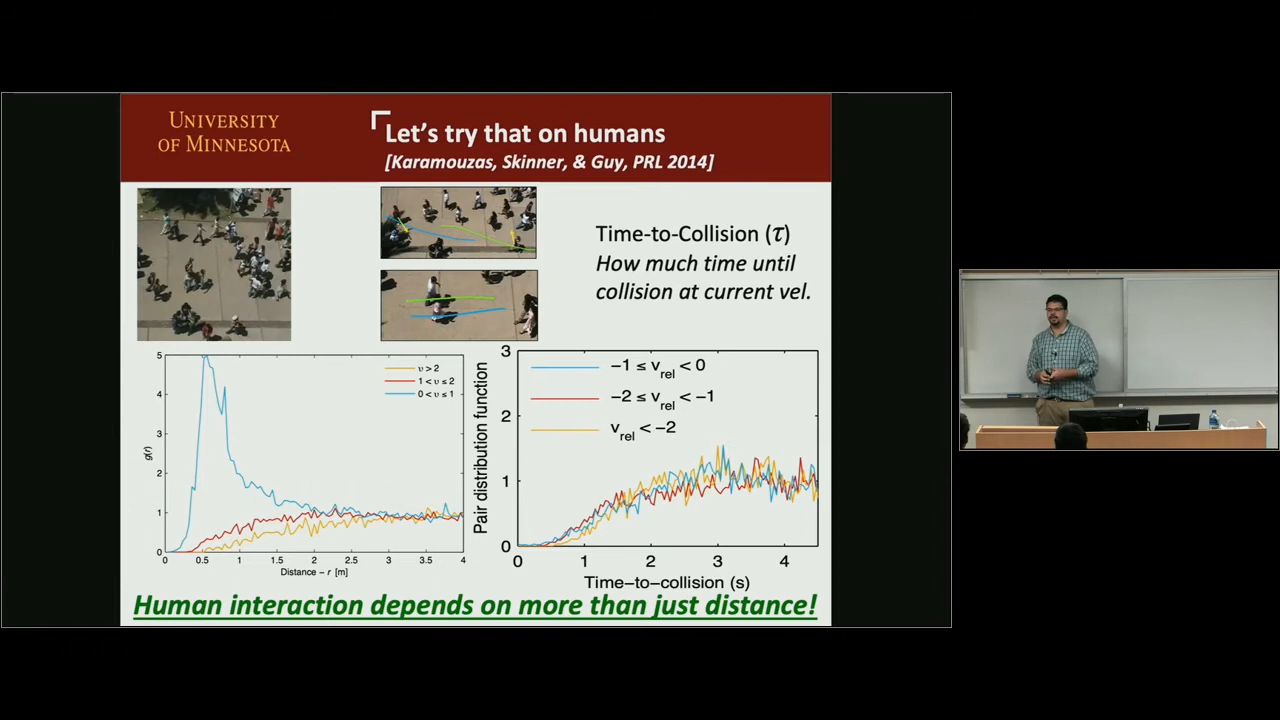 UNIVERSITY
OF MINNESOTA
Let's try that on humans
[Karamouzas, Skinner, & Guy, PRL 2014]
Time-to-Collision (τ)
How much time until
collision at current vel.
5
4
3
2
1
0
g(r)
υ > 2
1 < υ ≤ 2
0 < υ ≤ 1
0 0.5 1 1.5 2 2.5 3 3.5 4
Distance – r [m]
3
2
1
0
Pair distribution function
−1 ≤ vrel < 0
−2 ≤ vrel < −1
vrel < −2
0 1 2 3 4
Time−to−collision (s)
Human interaction depends on more than just distance!